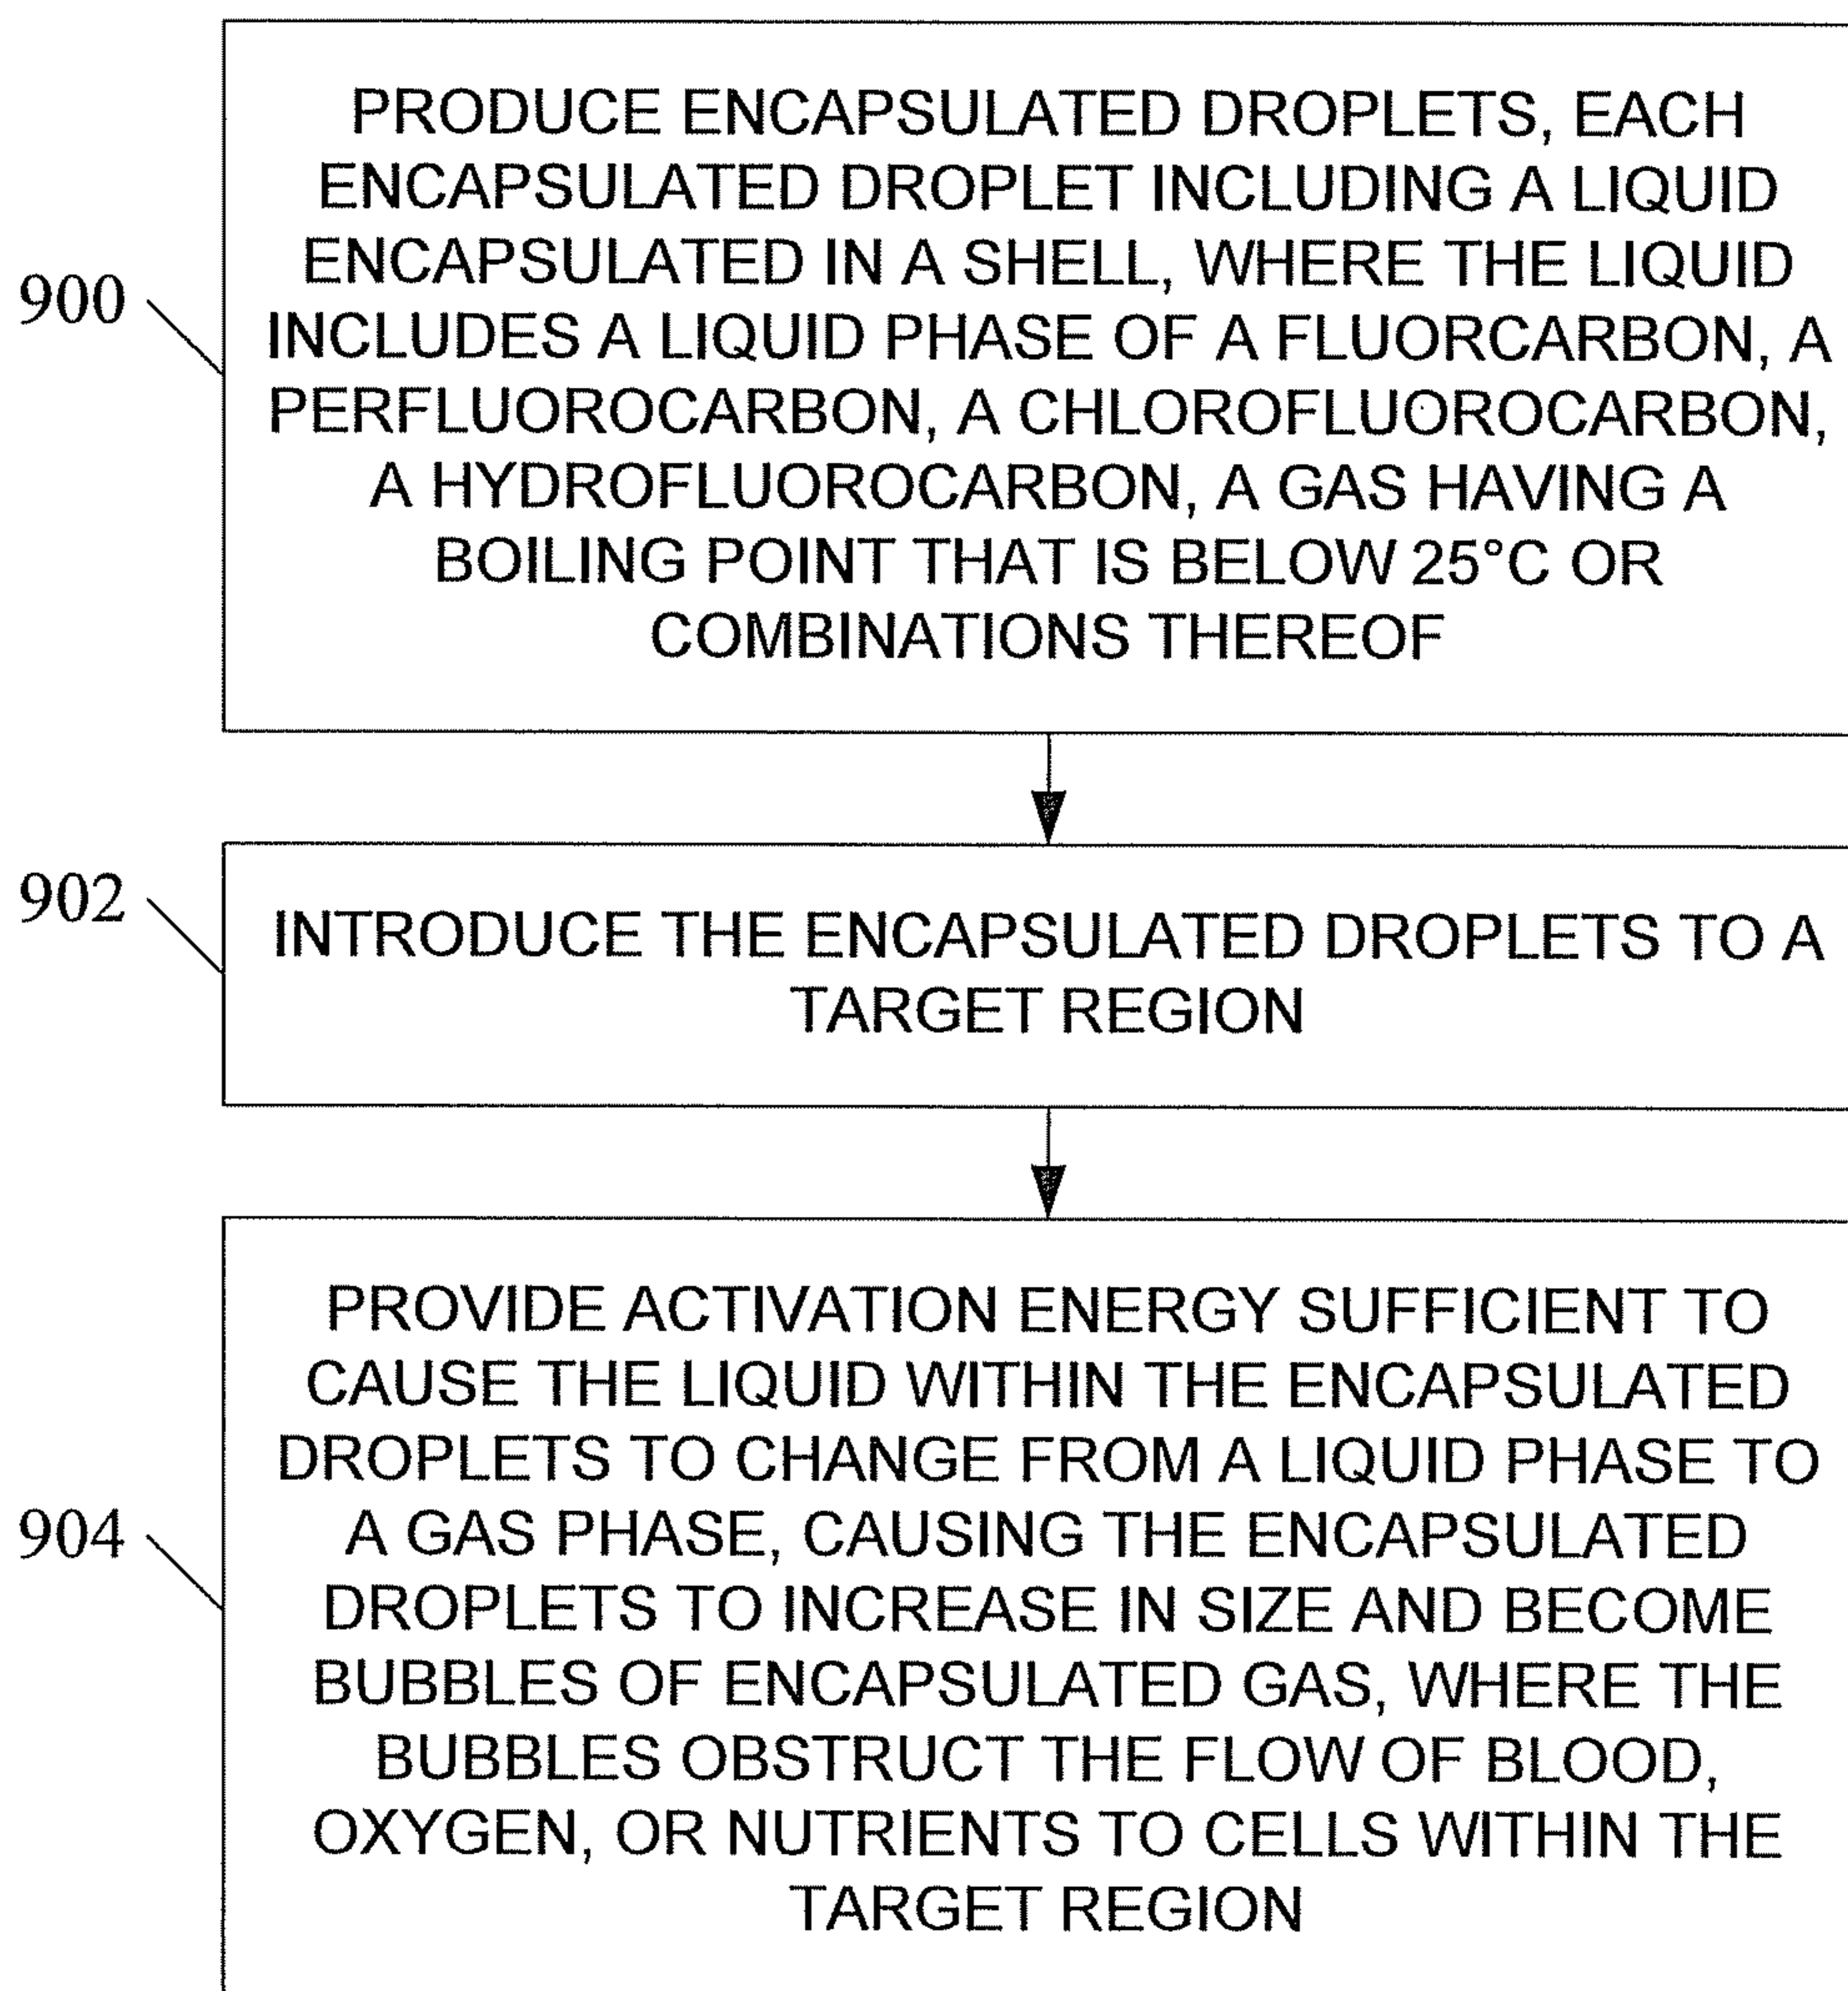 PRODUCE ENCAPSULATED DROPLETS, EACH
ENCAPSULATED DROPLET INCLUDING A LIQUID
ENCAPSULATED IN A SHELL, WHERE THE LIQUID
900
INCLUDES A LIQUID PHASE OF A FLUORCARBON, A
PERFLUOROCARBON, A CHLOROFLUOROCARBON,
A HYDROFLUOROCARBON, A GAS HAVING A
BOILING POINT THAT IS BELOW 25°C OR
COMBINATIONS THEREOF
902
INTRODUCE THE ENCAPSULATED DROPLETS TO A
TARGET REGION
PROVIDE ACTIVATION ENERGY SUFFICIENT TO
CAUSE THE LIQUID WITHIN THE ENCAPSULATED
DROPLETS TO CHANGE FROM A LIQUID PHASE TO
904
A GAS PHASE, CAUSING THE ENCAPSULATED
DROPLETS TO INCREASE IN SIZE AND BECOME
BUBBLES OF ENCAPSULATED GAS, WHERE THE
BUBBLES OBSTRUCT THE FLOW OF BLOOD,
OXYGEN, OR NUTRIENTS TO CELLS WITHIN THE
TARGET REGION